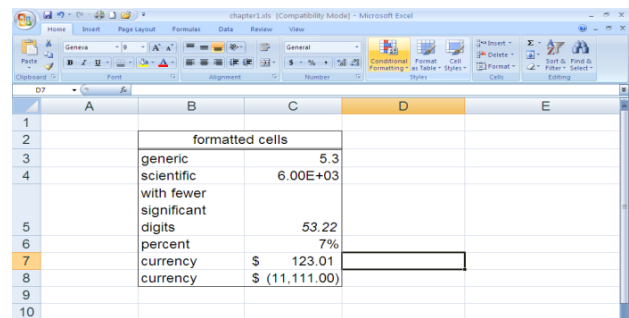 chapter1.xls [Compatibility Mode] - Microsoft Excel
Home Insert Page Layout Formulas Data Review View
Paste
Geneva 9 A A
General
Conditional Formatting Format as Table Cell Styles
Insert
Delete
Format
Sort & Filter Find & Select
B I U
$ % ,
Clipboard Font Alignment Number Styles Cells Editing
D7 fx
A B C D E
1
2 formatted cells
3 generic 5.3
4 scientific 6.00E+03
with fewer
significant
5 digits 53.22
6 percent 7%
7 currency $ 123.01
8 currency $ (11,111.00)
9
10